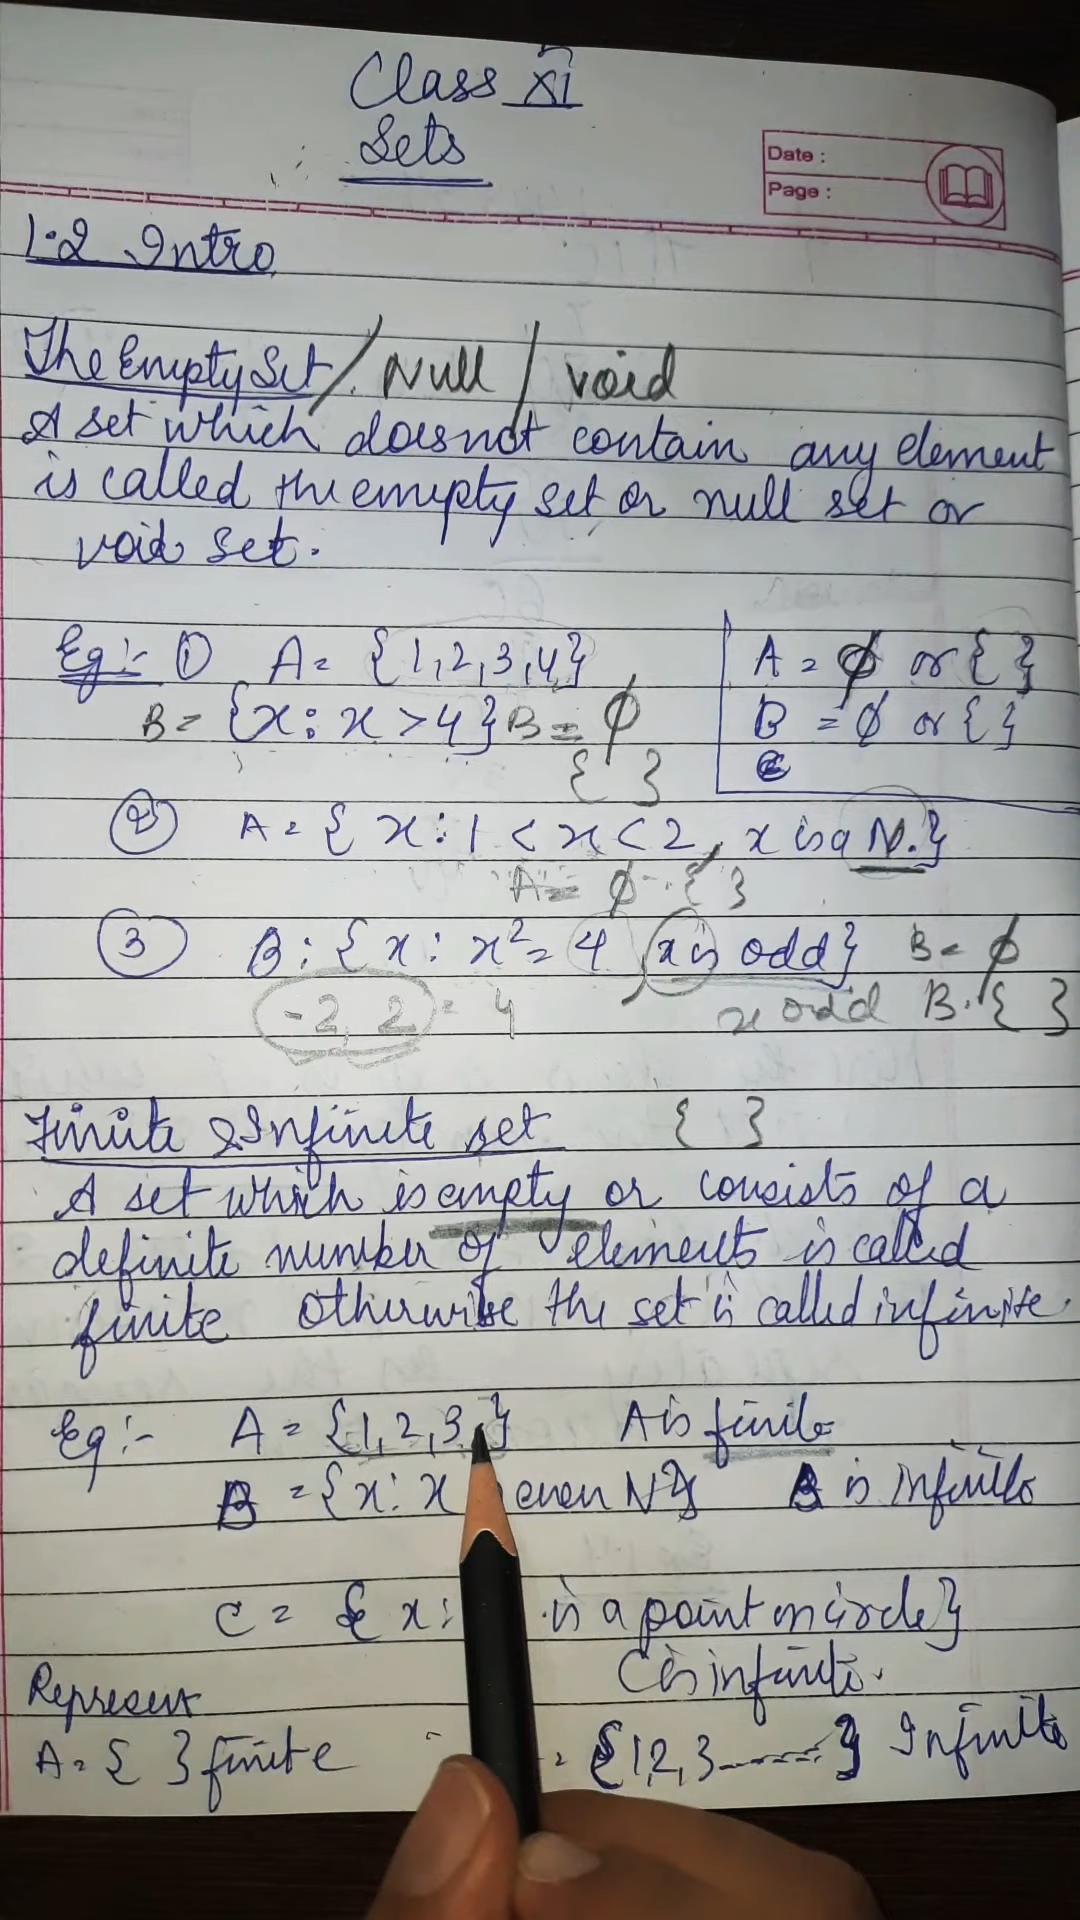 Class XI
Sets
Date :
Page :
1.2 Intro
The Empty Set / Null / void
A set which does not contain any element
is called the empty set or null set or
void set.
Eg:- ① A = {1,2,3,4}
B = {x : x > 4} B = ϕ
{ }
A = ϕ or { }
B = ϕ or { }
② A = { x : 1 < x < 2, x is a N.}
A = ϕ { }
③ B : { x : x² = 4, x is odd} B = ϕ
-2, 2 = 4 x odd B. { }
Finite & Infinite set { }
A set which is empty or consists of a
definite number of elements is called
finite otherwise the set is called infinite.
Eg:- A = {1,2,3,} A is finite
B = {x : x even N} B is infinite
C = { x : is a point on circle}
C is infinite.
Represent
A = { } finite = {1,2,3------} Infinite